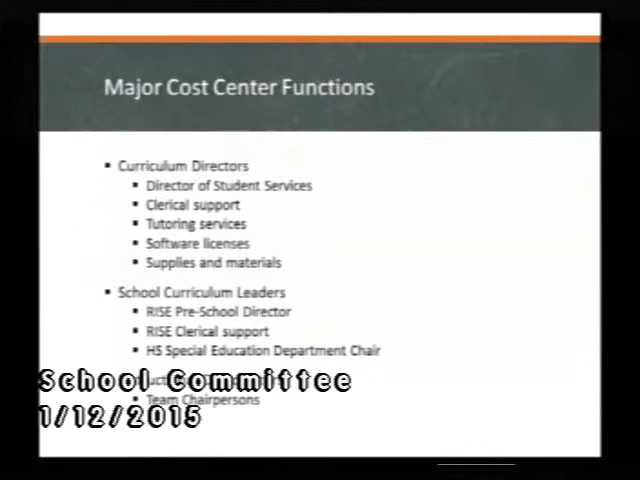 Major Cost Center Functions
▪ Curriculum Directors
▪ Director of Student Services
▪ Clerical support
▪ Tutoring services
▪ Software licenses
▪ Supplies and materials
▪ School Curriculum Leaders
▪ RISE Pre-School Director
▪ RISE Clerical support
▪ HS Special Education Department Chair
School Committee
▪ Team Chairpersons
1/12/2015